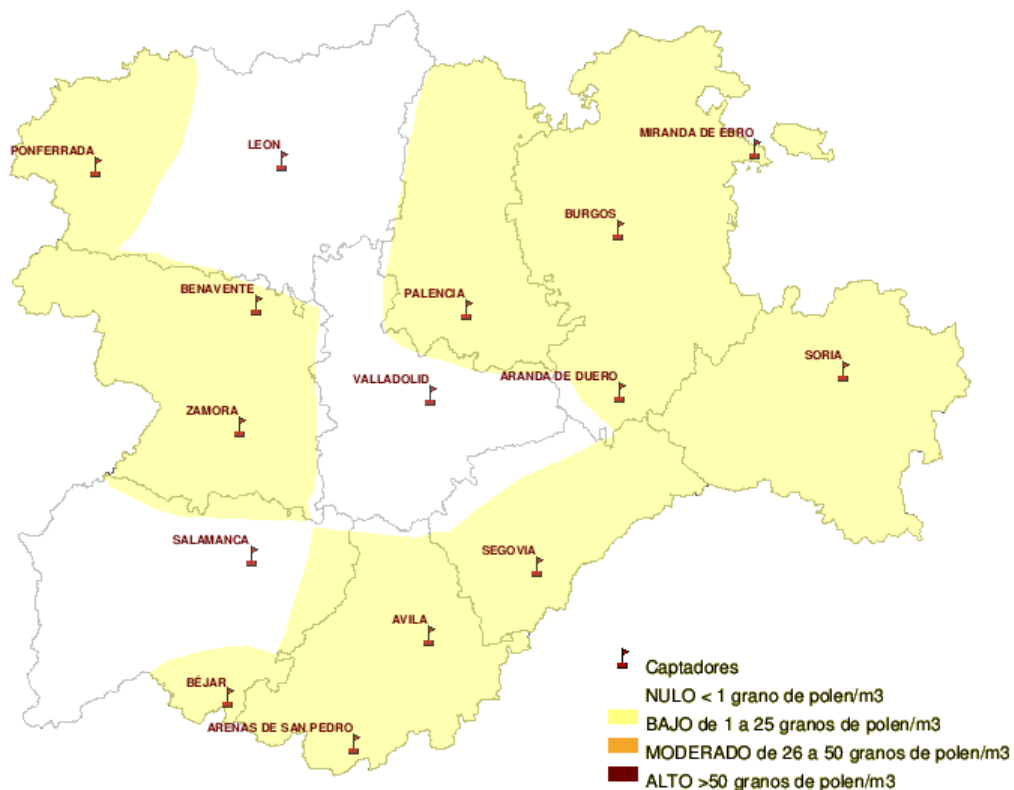 MIRANDA DE EBRO
LEON
PONFERRADA
BURGOS
BENAVENTE
PALENCIA
SORIA
VALLADOLID
ARANDA DE DUERO
ZAMORA
SALAMANCA
SEGOVIA
AVILA
BÉJAR
ARENAS DE SAN PEDRO
Captadores
NULO < 1 grano de polen/m3
BAJO de 1 a 25 granos de polen/m3
MODERADO de 26 a 50 granos de polen/m3
ALTO >50 granos de polen/m3